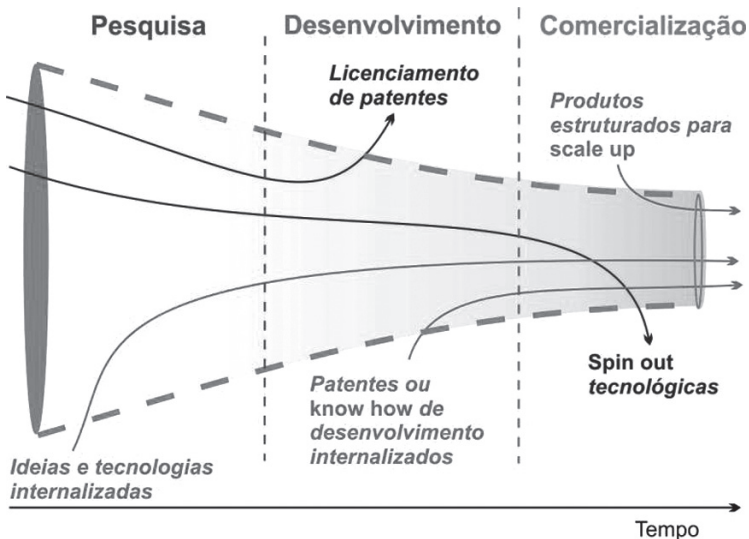 Pesquisa
Desenvolvimento
Comercialização
Licenciamento
de patentes
Produtos
estruturados para
scale up
Spin out
tecnológicas
Patentes ou
know how de
desenvolvimento
internalizados
Ideias e tecnologias
internalizadas
Tempo